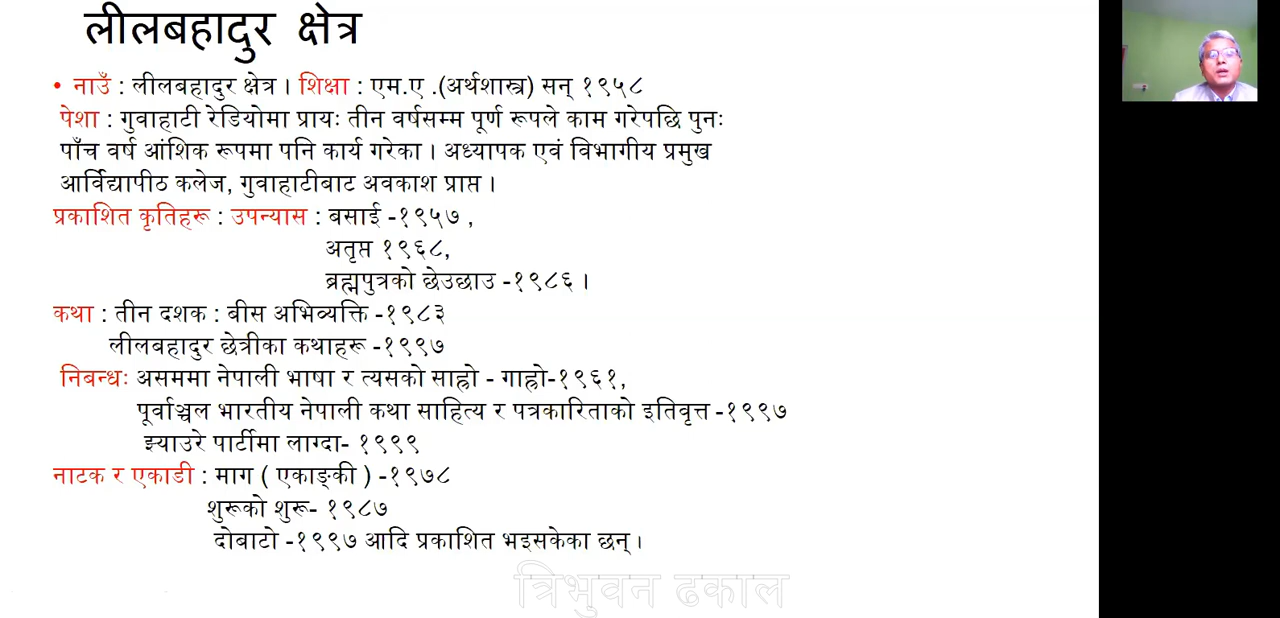 लीलबहादुर क्षेत्र
• नाउँ : लीलबहादुर क्षेत्र । शिक्षा : एम.ए .(अर्थशास्त्र) सन् १९५८
पेशा : गुवाहाटी रेडियोमा प्रायः तीन वर्षसम्म पूर्ण रूपले काम गरेपछि पुनः
पाँच वर्ष आंशिक रूपमा पनि कार्य गरेका । अध्यापक एवं विभागीय प्रमुख
आर्विद्यापीठ कलेज, गुवाहाटीबाट अवकाश प्राप्त ।
प्रकाशित कृतिहरू : उपन्यास : बसाई -१९५७ ,
अतृप्त १९६८,
ब्रह्मपुत्रको छेउछाउ -१९८६ ।
कथा : तीन दशक : बीस अभिव्यक्ति -१९८३
लीलबहादुर छेत्रीका कथाहरू -१९९७
निबन्धः असममा नेपाली भाषा र त्यसको साह्रो - गाह्रो-१९६१,
पूर्वाञ्चल भारतीय नेपाली कथा साहित्य र पत्रकारिताको इतिवृत्त -१९९७
झ्याउरे पार्टीमा लाग्दा- १९९९
नाटक र एकाडी : माग ( एकाङ्की ) -१९७८
शुरूको शुरू- १९८७
दोबाटो -१९९७ आदि प्रकाशित भइसकेका छन् ।
त्रिभुवन ढकाल